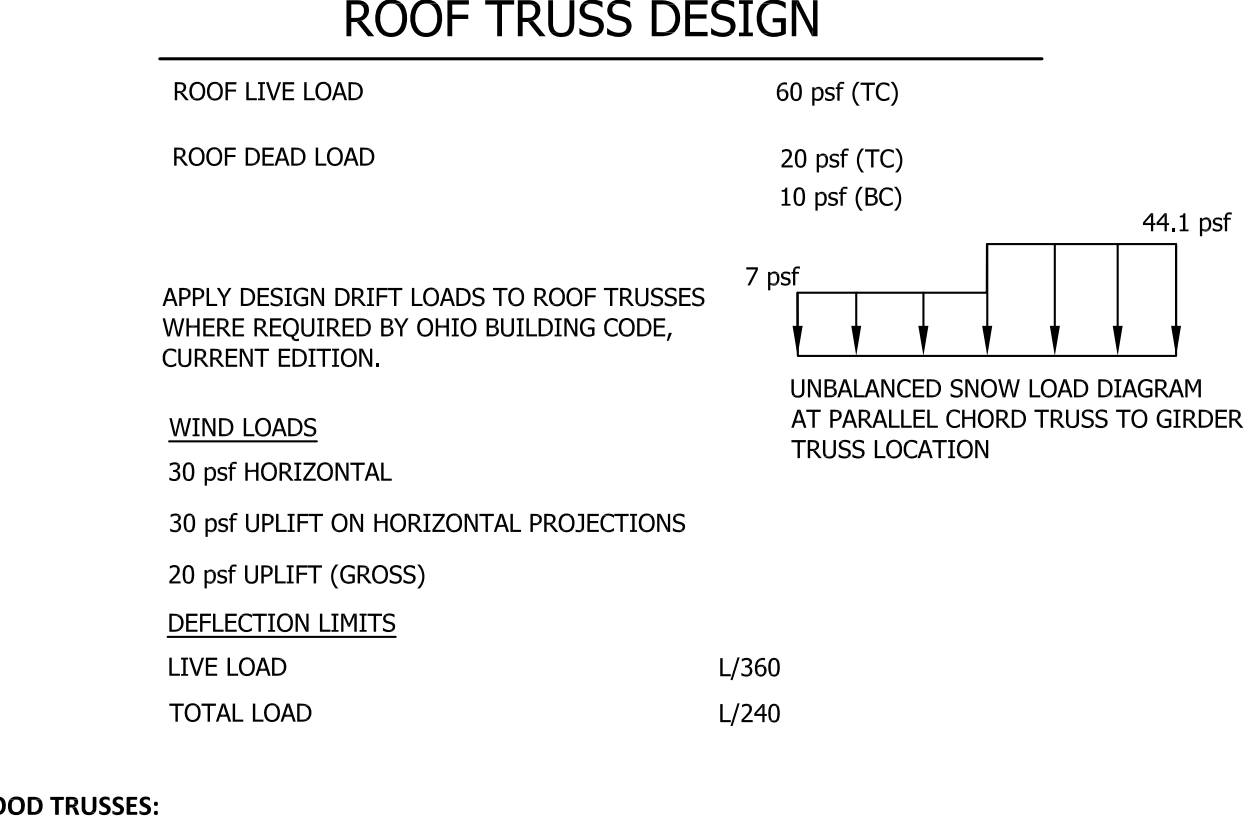 ROOF TRUSS DESIGN
ROOF LIVE LOAD 60 psf (TC)
ROOF DEAD LOAD 20 psf (TC)
10 psf (BC)
44.1 psf
7 psf
APPLY DESIGN DRIFT LOADS TO ROOF TRUSSES
WHERE REQUIRED BY OHIO BUILDING CODE,
CURRENT EDITION.
UNBALANCED SNOW LOAD DIAGRAM
AT PARALLEL CHORD TRUSS TO GIRDER
TRUSS LOCATION
WIND LOADS
30 psf HORIZONTAL
30 psf UPLIFT ON HORIZONTAL PROJECTIONS
20 psf UPLIFT (GROSS)
DEFLECTION LIMITS
LIVE LOAD L/360
TOTAL LOAD L/240
OOD TRUSSES: